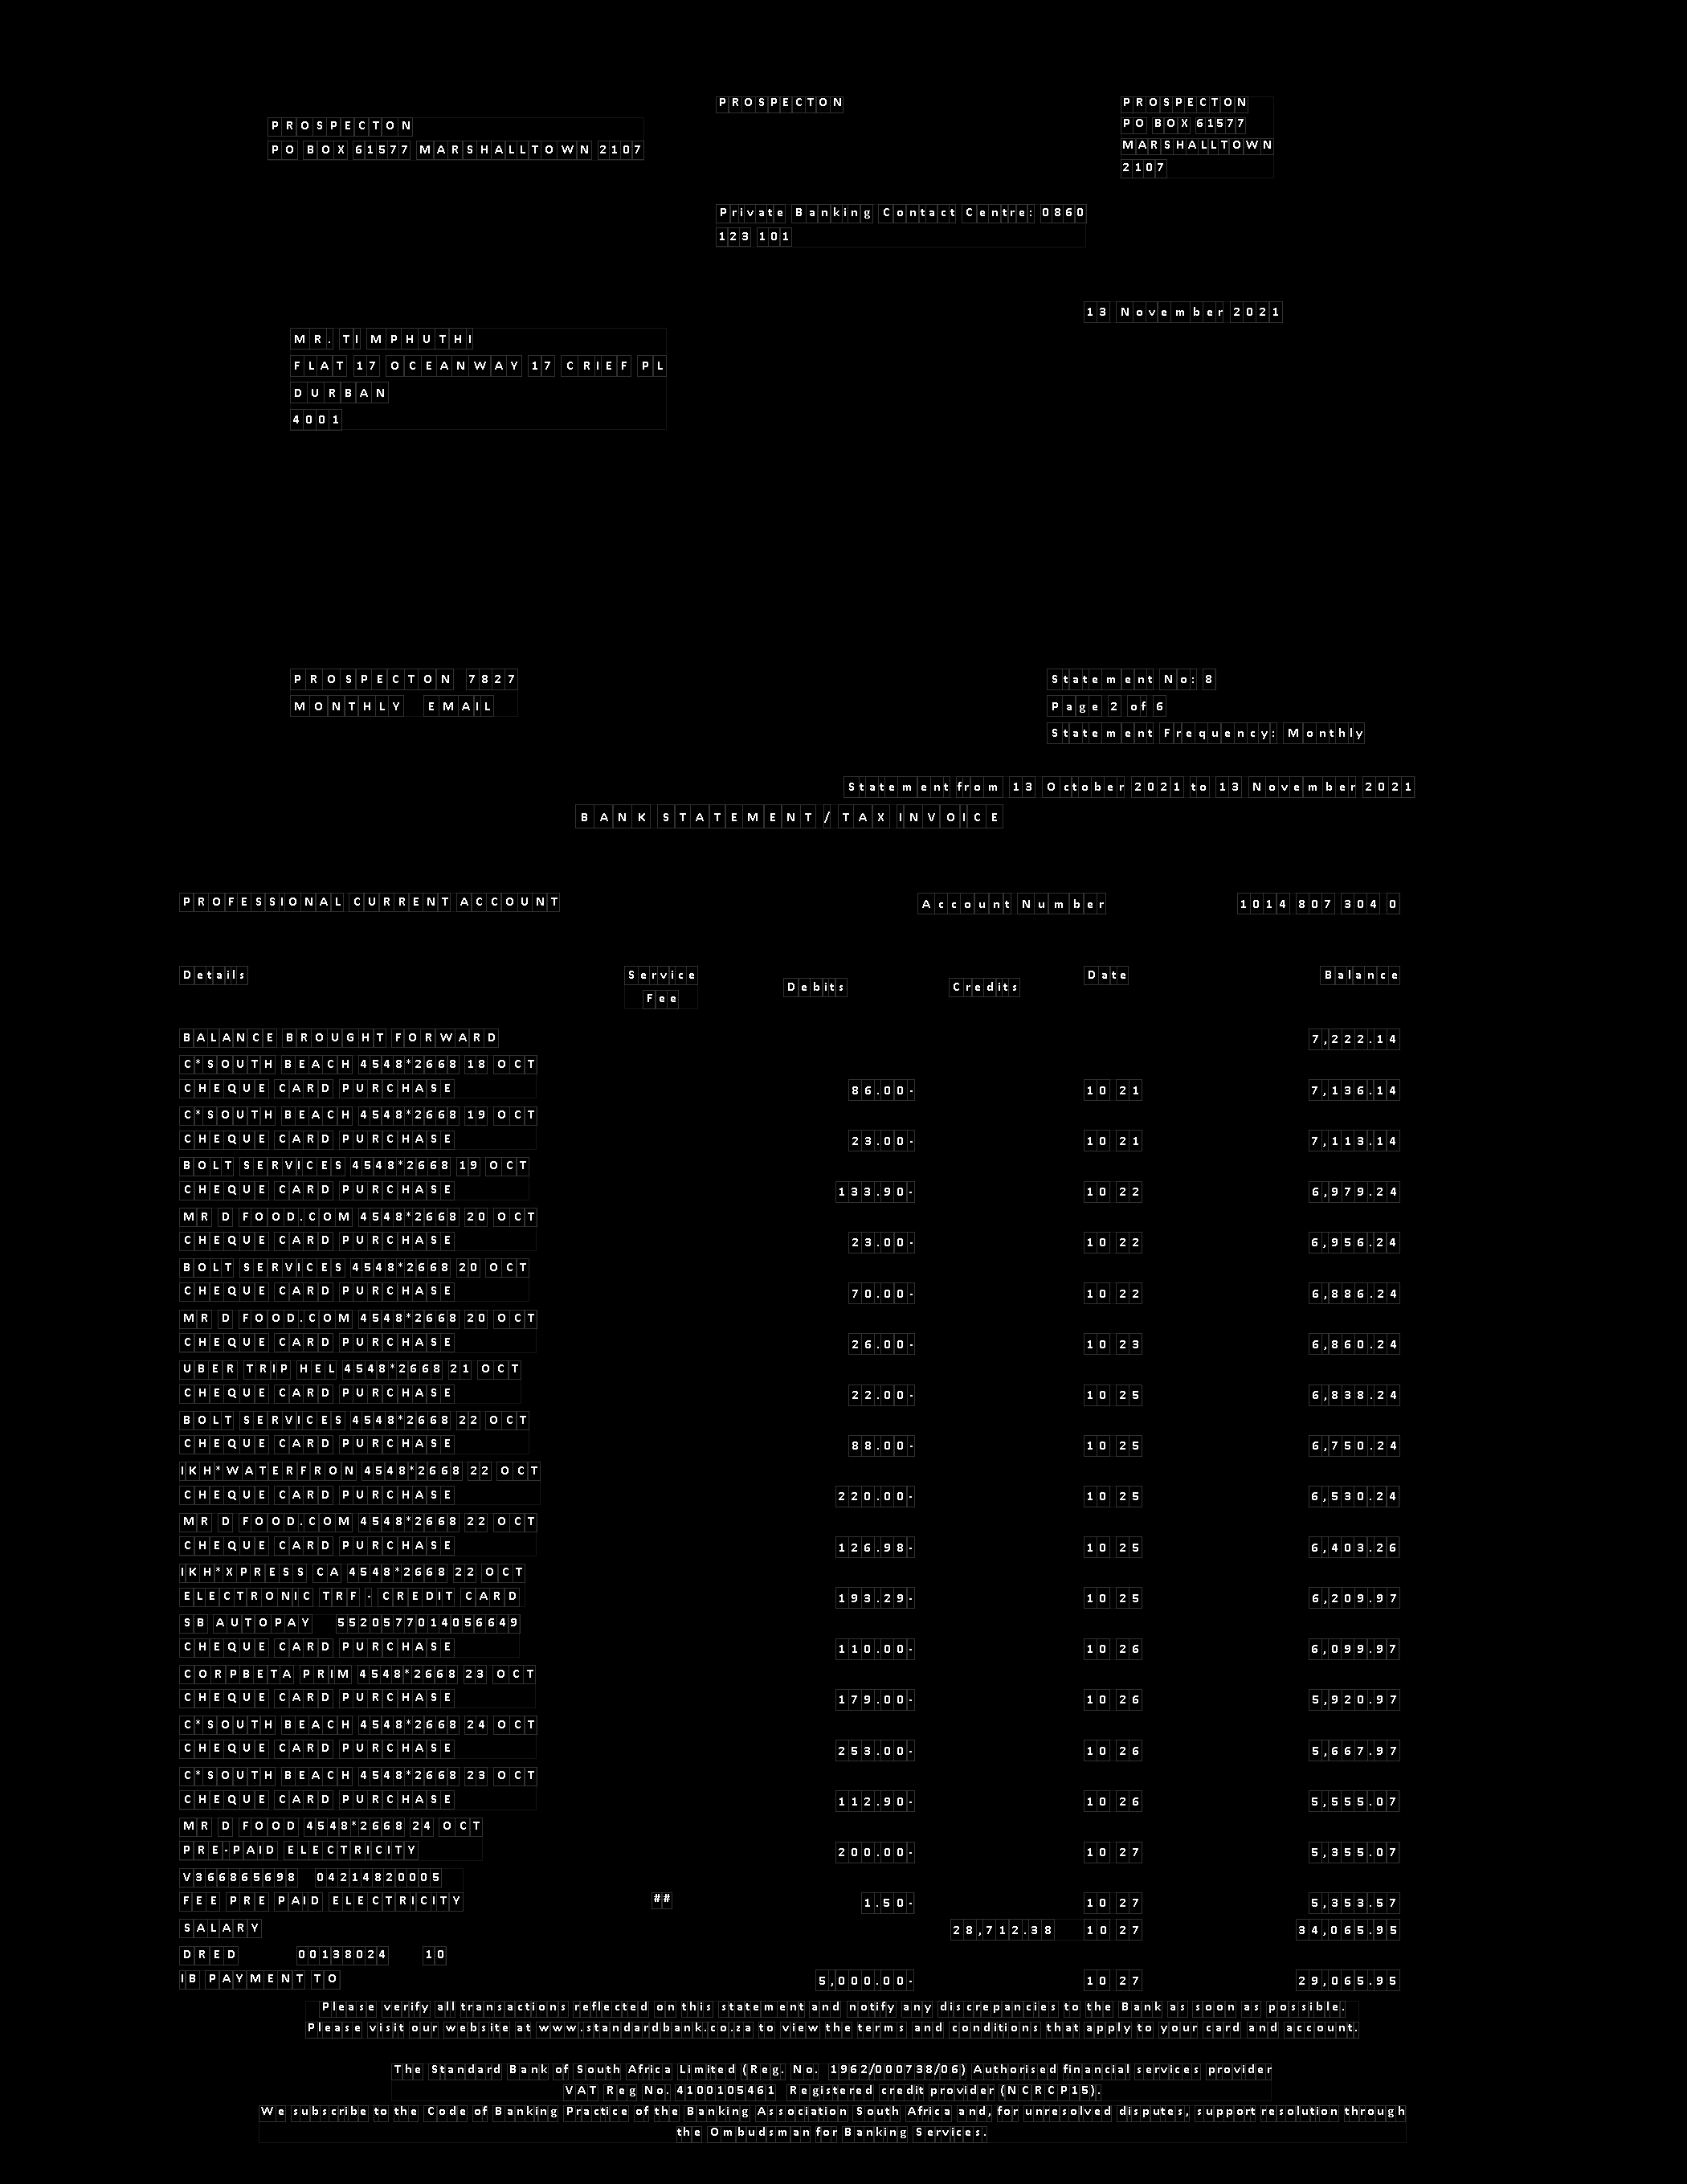 PROSPECTON
PROSPECTON
PO BOX 61577
MARSHALLTOWN
2107
PROSPECTON
PO BOX 61577 MARSHALLTOWN 2107
Private Banking Contact Centre: 0860
123 101
13 November 2021
MR. TI MPHUTHI
FLAT 17 OCEANWAY 17 CRIEF PL
DURBAN
4001
PROSPECTON 7827
MONTHLY EMAIL
Statement No: 8
Page 2 of 6
Statement Frequency: Monthly
Statement from 13 October 2021 to 13 November 2021
BANK STATEMENT / TAX INVOICE
PROFESSIONAL CURRENT ACCOUNT Account Number 1014 807 304 0
Details Service Fee Debits Credits Date Balance
BALANCE BROUGHT FORWARD 7,222.14
C*SOUTH BEACH 4548*2668 18 OCT
CHEQUE CARD PURCHASE 86.00- 10 21 7,136.14
C*SOUTH BEACH 4548*2668 19 OCT
CHEQUE CARD PURCHASE 23.00- 10 21 7,113.14
BOLT SERVICES 4548*2668 19 OCT
CHEQUE CARD PURCHASE 133.90- 10 22 6,979.24
MR D FOOD.COM 4548*2668 20 OCT
CHEQUE CARD PURCHASE 23.00- 10 22 6,956.24
BOLT SERVICES 4548*2668 20 OCT
CHEQUE CARD PURCHASE 70.00- 10 22 6,886.24
MR D FOOD.COM 4548*2668 20 OCT
CHEQUE CARD PURCHASE 26.00- 10 23 6,860.24
UBER TRIP HEL 4548*2668 21 OCT
CHEQUE CARD PURCHASE 22.00- 10 25 6,838.24
BOLT SERVICES 4548*2668 22 OCT
CHEQUE CARD PURCHASE 88.00- 10 25 6,750.24
IKH*WATERFRON 4548*2668 22 OCT
CHEQUE CARD PURCHASE 220.00- 10 25 6,530.24
MR D FOOD.COM 4548*2668 22 OCT
CHEQUE CARD PURCHASE 126.98- 10 25 6,403.26
IKH*XPRESS CA 4548*2668 22 OCT
ELECTRONIC TRF - CREDIT CARD 193.29- 10 25 6,209.97
SB AUTOPAY 5520577014056649
CHEQUE CARD PURCHASE 110.00- 10 26 6,099.97
CORPBETA PRIM 4548*2668 23 OCT
CHEQUE CARD PURCHASE 179.00- 10 26 5,920.97
C*SOUTH BEACH 4548*2668 24 OCT
CHEQUE CARD PURCHASE 253.00- 10 26 5,667.97
C*SOUTH BEACH 4548*2668 23 OCT
CHEQUE CARD PURCHASE 112.90- 10 26 5,555.07
MR D FOOD 4548*2668 24 OCT
PRE-PAID ELECTRICITY 200.00- 10 27 5,355.07
V366865698 04214820005
FEE PRE PAID ELECTRICITY ## 1.50- 10 27 5,353.57
SALARY 28,712.38 10 27 34,065.95
DRED 00138024 10
IB PAYMENT TO 5,000.00- 10 27 29,065.95
Please verify all transactions reflected on this statement and notify any discrepancies to the Bank as soon as possible.
Please visit our website at www.standardbank.co.za to view the terms and conditions that apply to your card and account.
The Standard Bank of South Africa Limited (Reg. No. 1962/000738/06) Authorised financial services provider
VAT Reg No. 4100105461 Registered credit provider (NCRCP15).
We subscribe to the Code of Banking Practice of the Banking Association South Africa and, for unresolved disputes, support resolution through
the Ombudsman for Banking Services.